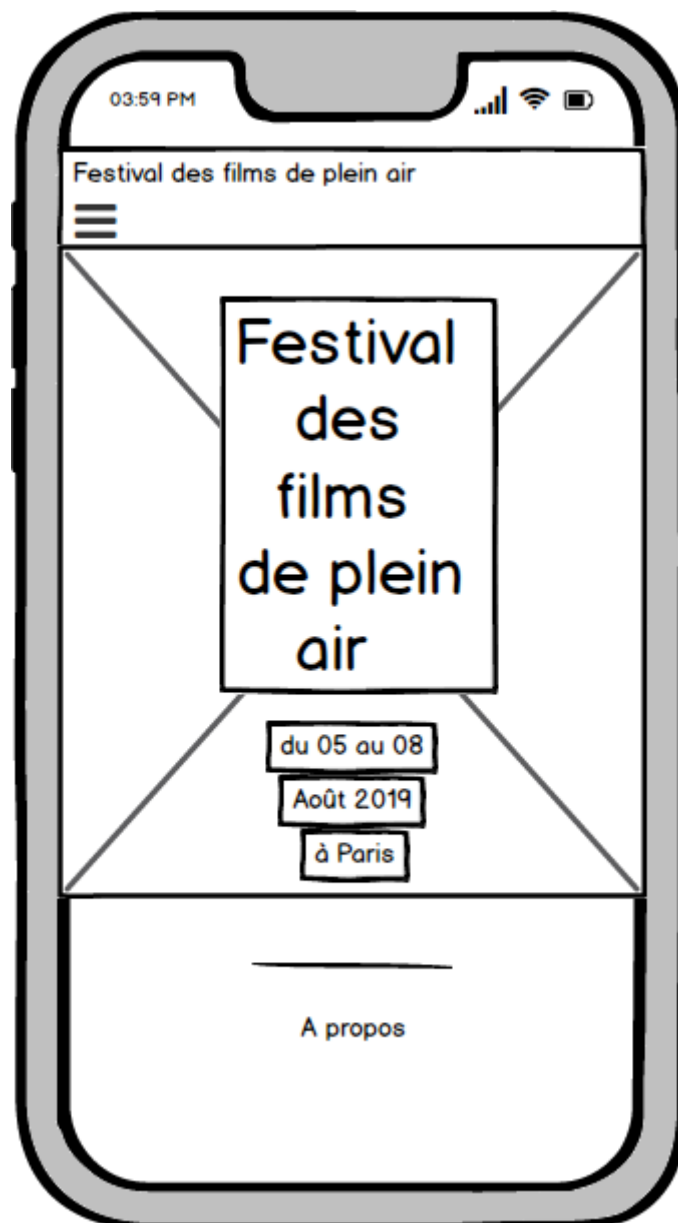 03:59 PM
Festival des films de plein air
Festival
des
films
de plein
air
du 05 au 08
Août 2019
à Paris
A propos